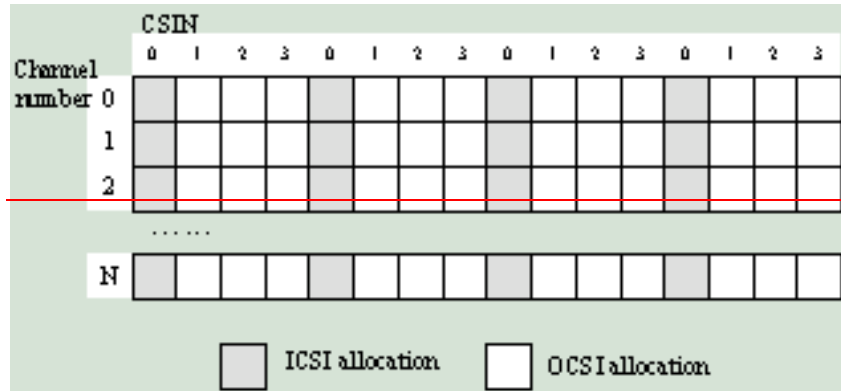 CSIN
0 1 2 3 0 1 2 3 0 1 2 3 0 1 2 3
Channel
number 0
1
2
......
N
ICSI allocation OCSI allocation